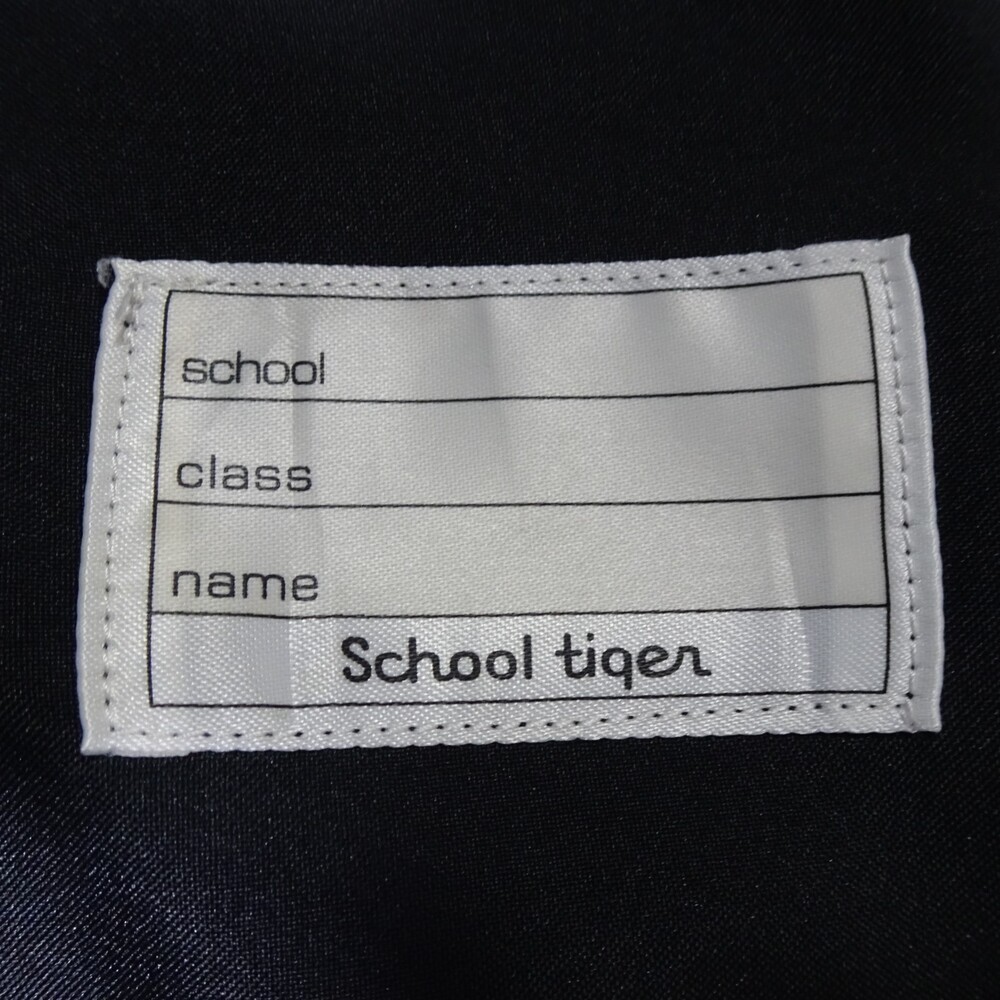 school
class
name
School tiger